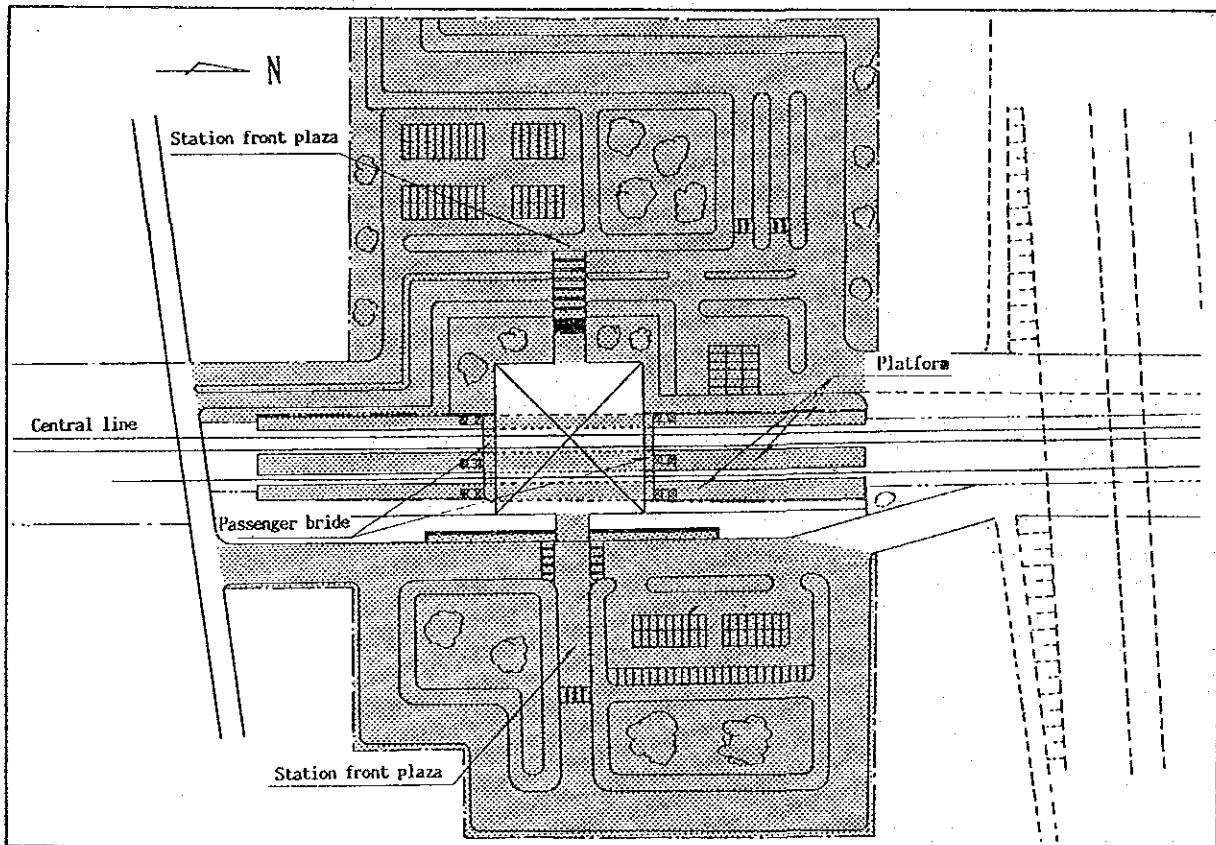 N
Station front plaza
Platform
Central line
Passenger bride
Station front plaza